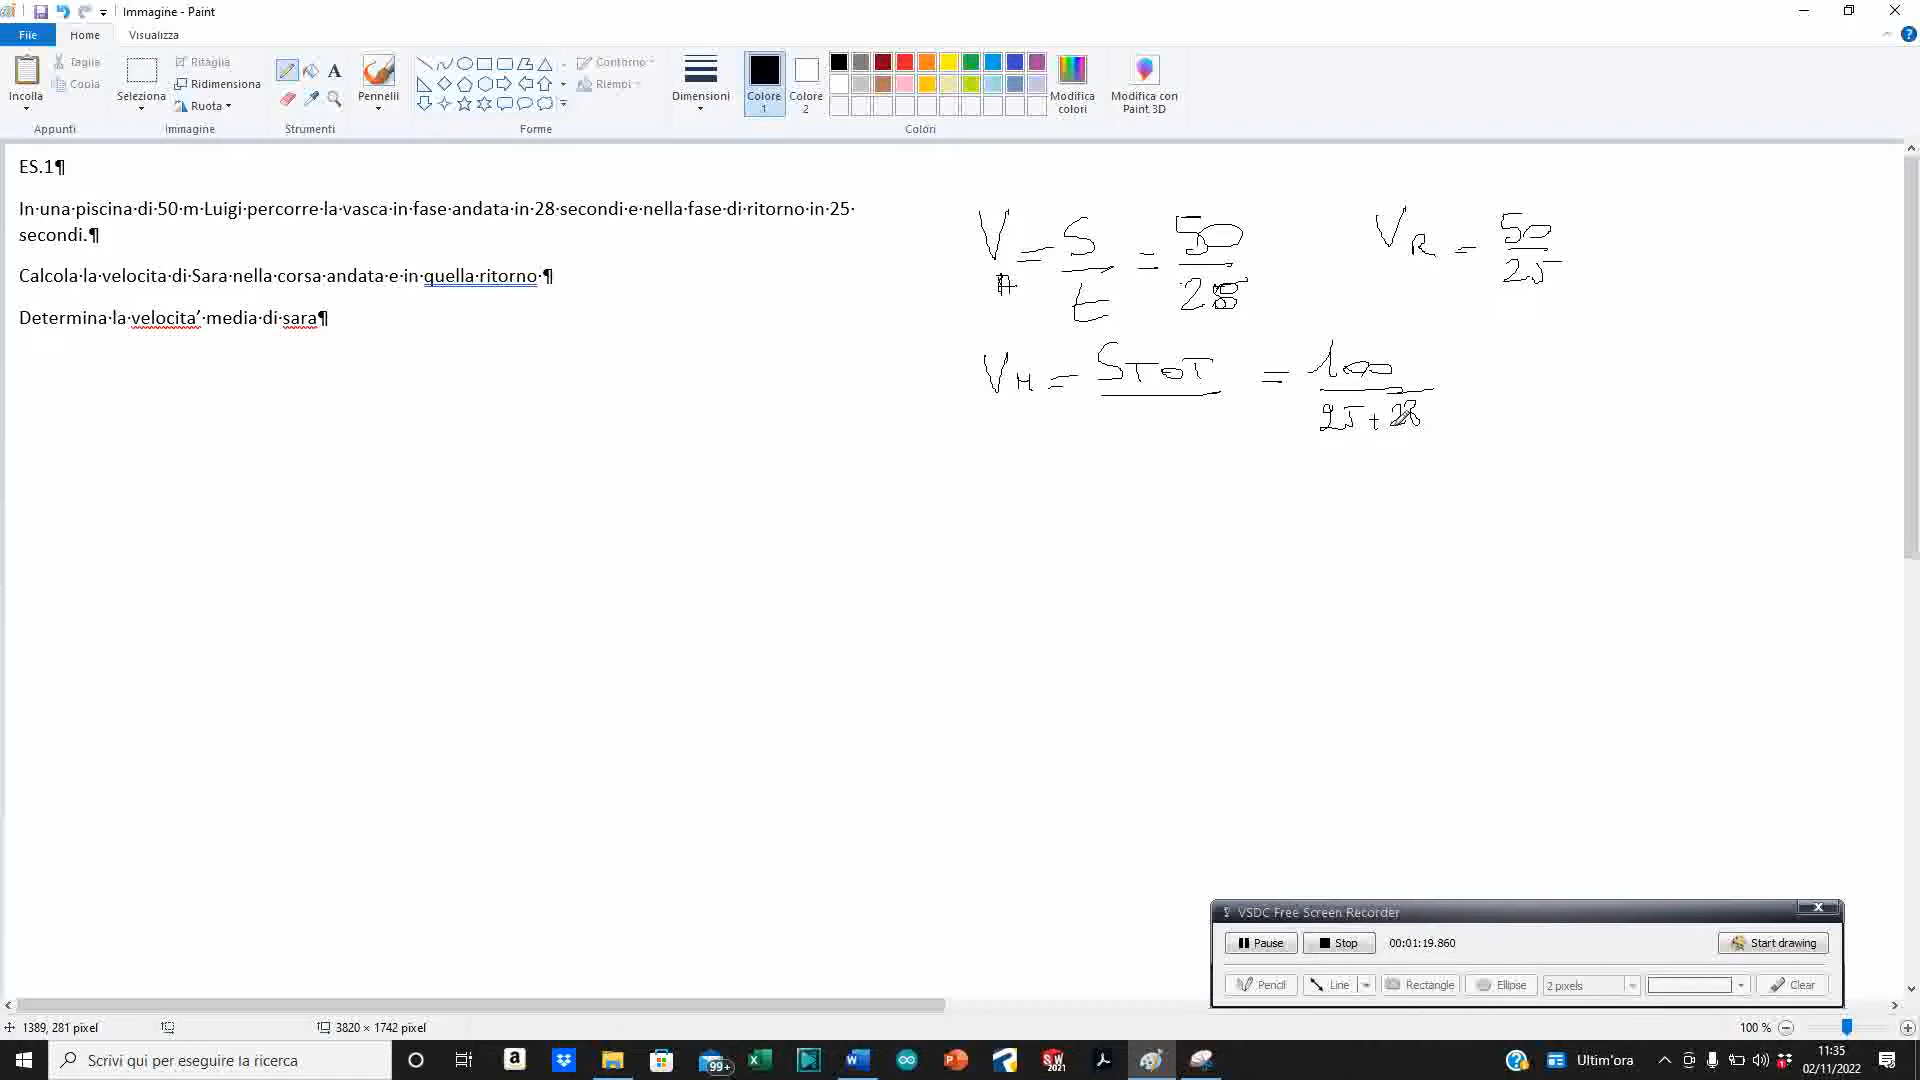 Immagine - Paint
File Home Visualizza
Incolla
Taglia
Copia
Appunti
Seleziona
Ritaglia
Ridimensiona
Ruota
Immagine
A
Strumenti
Pennelli
Contorno
Riempi
Forme
Dimensioni
Colore 1
Colore 2
Colori
Modifica colori
Modifica con Paint 3D
ES.1¶
In·una·piscina·di·50·m·Luigi·percorre·la·vasca·in·fase·andata·in·28·secondi·e·nella·fase·di·ritorno·in·25·
secondi.¶
Calcola·la·velocita·di·Sara·nella·corsa·andata·e·in·quella·ritorno·¶
Determina·la·velocita’·media·di·sara¶
V A = S / t = 50 / 28
V R = 50 / 25
V M = S TOT = 100 / 25 + 28
VSDC Free Screen Recorder
Pause Stop 00:01:19.860 Start drawing
Pencil Line Rectangle Ellipse 2 pixels Clear
1389, 281 pixel 3820 × 1742 pixel 100 %
Scrivi qui per eseguire la ricerca
99+
SW 2021
Ultim'ora
11:35
02/11/2022